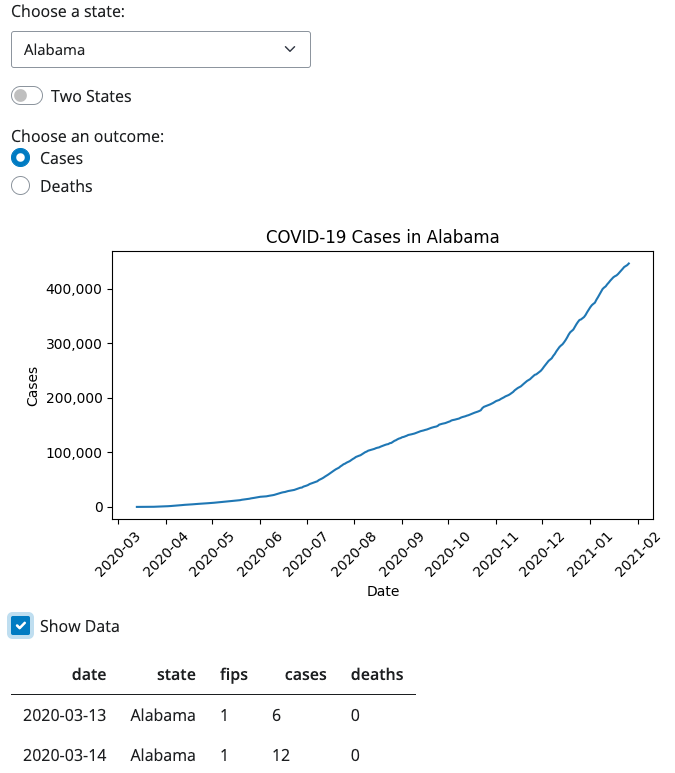 Choose a state:
Alabama
Two States
Choose an outcome:
Cases
Deaths
COVID-19 Cases in Alabama
400,000
300,000
200,000
100,000
0
Cases
2020-03 2020-04 2020-05 2020-06 2020-07 2020-08 2020-09 2020-10 2020-11 2020-12 2021-01 2021-02
Date
Show Data
date state fips cases deaths
2020-03-13 Alabama 1 6 0
2020-03-14 Alabama 1 12 0